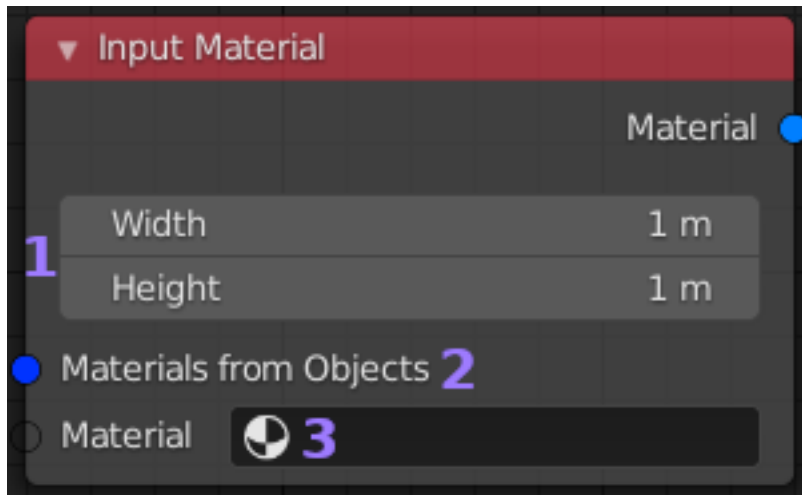 Input Material
Material
Width 1 m
1
Height 1 m
Materials from Objects 2
Material 3